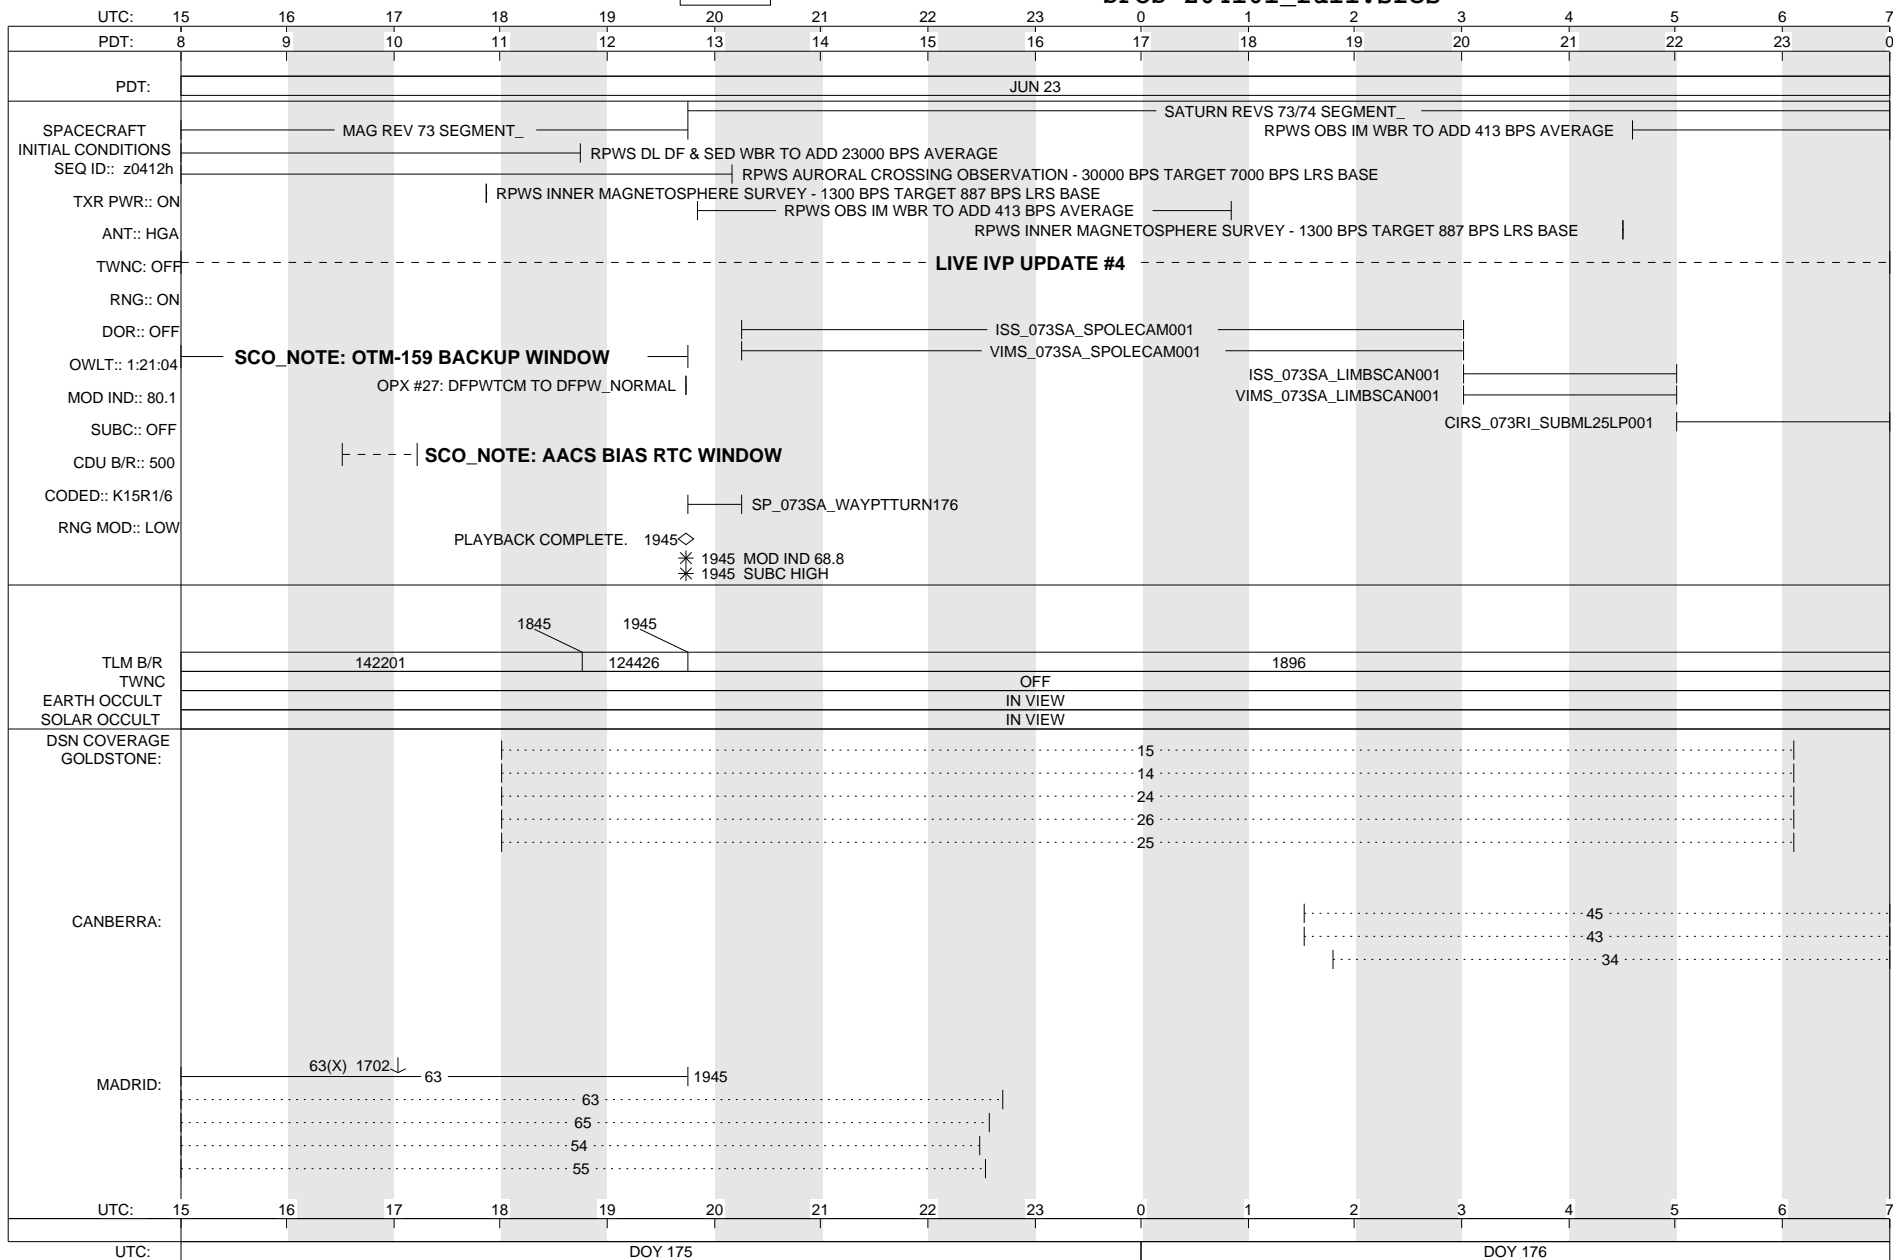 UTC: 15 16 17 18 19 20 21 22 23 0 1 2 3 4 5 6 7
PDT: 8 9 10 11 12 13 14 15 16 17 18 19 20 21 22 23 0
PDT: JUN 23
SATURN REVS 73/74 SEGMENT_
SPACECRAFT MAG REV 73 SEGMENT_ RPWS OBS IM WBR TO ADD 413 BPS AVERAGE
INITIAL CONDITIONS RPWS DL DF & SED WBR TO ADD 23000 BPS AVERAGE
SEQ ID:: z0412h RPWS AURORAL CROSSING OBSERVATION - 30000 BPS TARGET 7000 BPS LRS BASE
RPWS INNER MAGNETOSPHERE SURVEY - 1300 BPS TARGET 887 BPS LRS BASE
TXR PWR:: ON
RPWS OBS IM WBR TO ADD 413 BPS AVERAGE
ANT:: HGA RPWS INNER MAGNETOSPHERE SURVEY - 1300 BPS TARGET 887 BPS LRS BASE
TWNC: OFF LIVE IVP UPDATE #4
RNG:: ON
DOR:: OFF ISS_073SA_SPOLECAM001
VIMS_073SA_SPOLECAM001
SCO_NOTE: OTM-159 BACKUP WINDOW
OWLT:: 1:21:04 ISS_073SA_LIMBSCAN001
OPX #27: DFPWTCM TO DFPW_NORMAL
MOD IND:: 80.1 VIMS_073SA_LIMBSCAN001
SUBC:: OFF CIRS_073RI_SUBML25LP001
CDU B/R:: 500 SCO_NOTE: AACS BIAS RTC WINDOW
CODED:: K15R1/6 SP_073SA_WAYPTTURN176
RNG MOD:: LOW
PLAYBACK COMPLETE. 1945
1945 MOD IND 68.8
1945 SUBC HIGH
1845 1945
TLM B/R 142201 124426 1896
TWNC OFF
EARTH OCCULT IN VIEW
SOLAR OCCULT IN VIEW
DSN COVERAGE
GOLDSTONE: 15
14
24
26
25
CANBERRA: 45
43
34
63(X) 1702
MADRID: 63 1945
63
65
54
55
UTC: 15 16 17 18 19 20 21 22 23 0 1 2 3 4 5 6 7
UTC: DOY 175 DOY 176